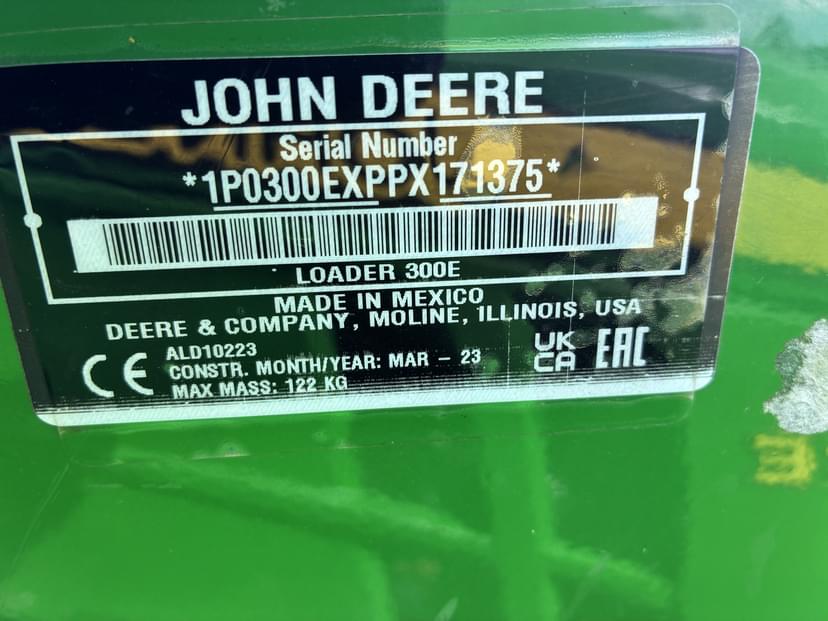 JOHN DEERE
Serial Number
*1P0300EXPPX171375*
LOADER 300E
MADE IN MEXICO
DEERE & COMPANY, MOLINE, ILLINOIS, USA
CE
ALD10223
CONSTR. MONTH/YEAR: MAR - 23
MAX MASS: 122 KG
UK
CA
EAC
3